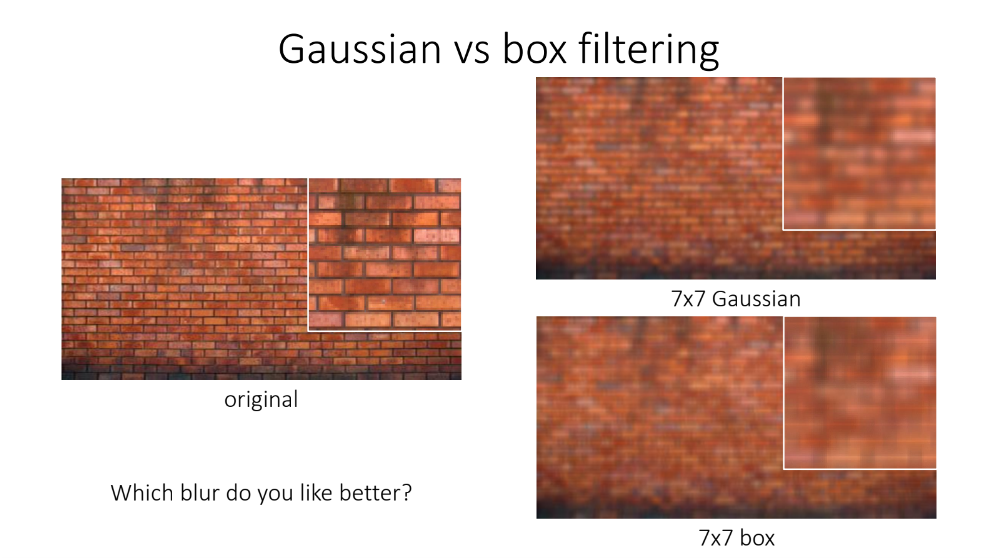 Gaussian vs box filtering
7x7 Gaussian
original
Which blur do you like better?
7x7 box